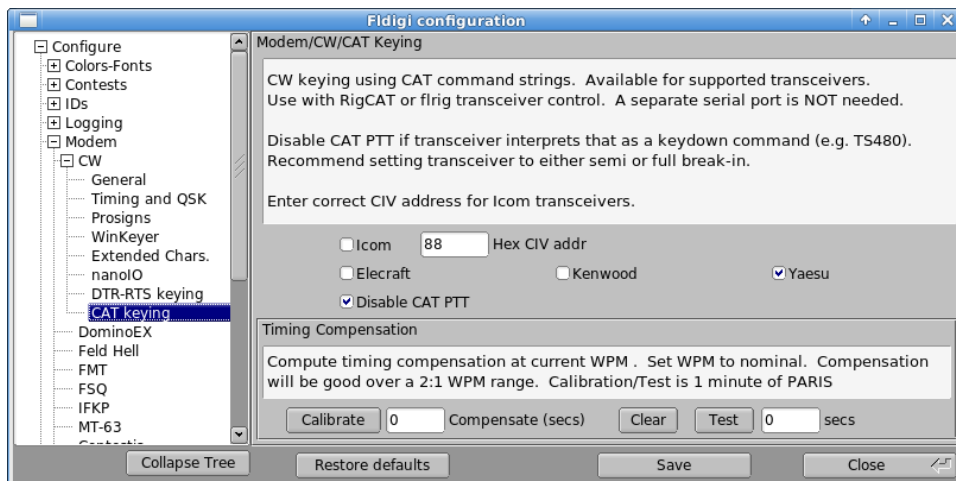 Fldigi configuration
Configure
Colors-Fonts
Contests
IDs
Logging
Modem
CW
General
Timing and QSK
Prosigns
WinKeyer
Extended Chars.
nanoIO
DTR-RTS keying
CAT keying
DominoEX
Feld Hell
FMT
FSQ
IFKP
MT-63
Modem/CW/CAT Keying
CW keying using CAT command strings. Available for supported transceivers.
Use with RigCAT or flrig transceiver control. A separate serial port is NOT needed.
Disable CAT PTT if transceiver interprets that as a keydown command (e.g. TS480).
Recommend setting transceiver to either semi or full break-in.
Enter correct CIV address for Icom transceivers.
Icom 88 Hex CIV addr
Elecraft Kenwood Yaesu
Disable CAT PTT
Timing Compensation
Compute timing compensation at current WPM . Set WPM to nominal. Compensation
will be good over a 2:1 WPM range. Calibration/Test is 1 minute of PARIS
Calibrate 0 Compensate (secs) Clear Test 0 secs
Collapse Tree Restore defaults Save Close